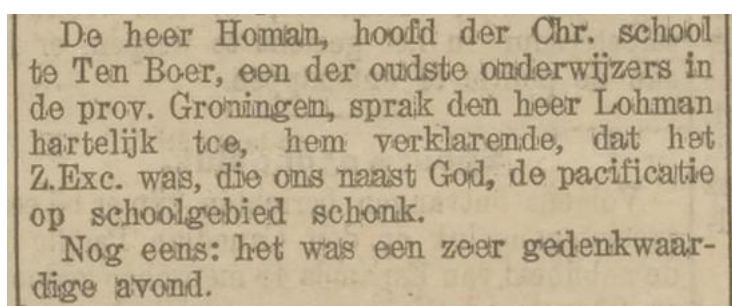 De heer Homan, hoofd der Chr. school
te Ten Boer, een der oudste onderwijzers in
de prov. Groningen, sprak den heer Lohman
hartelijk toe, hem verklarende, dat het
Z.Exc. was, die ons naast God, de pacificatie
op schoolgebied schonk.
Nog eens: het was een zeer gedenkwaar-
dige avond.